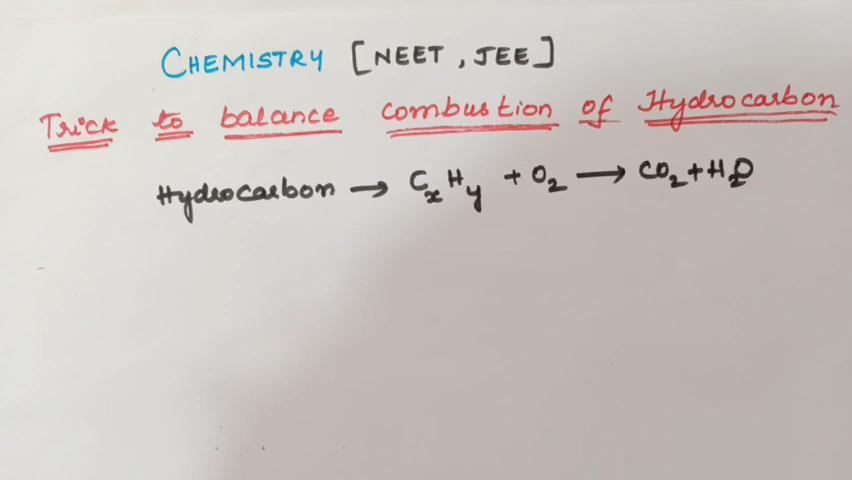 CHEMISTRY [NEET, JEE]
Trick to balance combustion of Hydrocarbon
Hydrocarbon → CxHy + O2 → CO2 + H2O